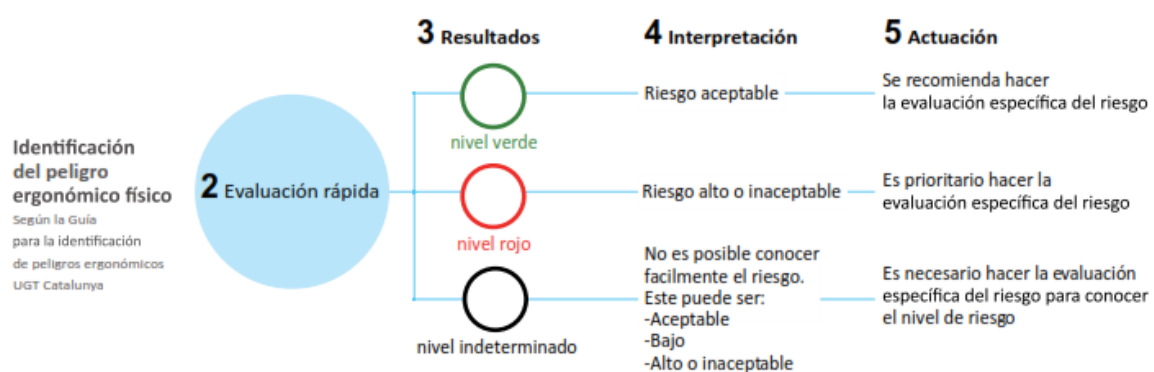 3 Resultados
4 Interpretación
5 Actuación
Identificación
del peligro
ergonómico físico
Según la Guía
para la identificación
de peligros ergonómicos
UGT Catalunya
2 Evaluación rápida
nivel verde
Riesgo aceptable
Se recomienda hacer
la evaluación específica del riesgo
nivel rojo
Riesgo alto o inaceptable
Es prioritario hacer la
evaluación específica del riesgo
nivel indeterminado
No es posible conocer
facilmente el riesgo.
Este puede ser:
-Aceptable
-Bajo
-Alto o inaceptable
Es necesario hacer la evaluación
específica del riesgo para conocer
el nivel de riesgo